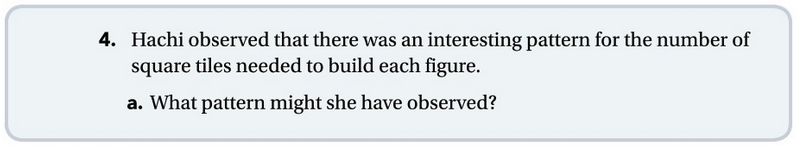 4. Hachi observed that there was an interesting pattern for the number of
square tiles needed to build each figure.
a. What pattern might she have observed?